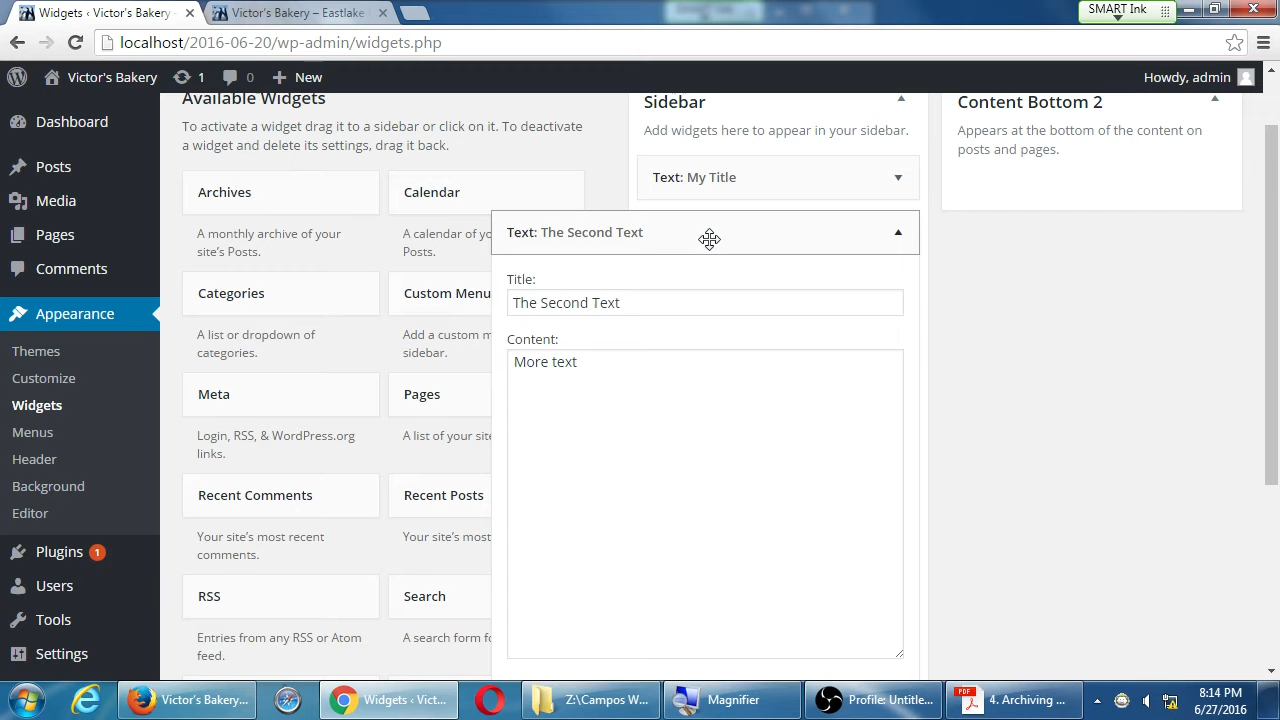 Widgets ‹ Victor's Bakery -
Victor's Bakery – Eastlake
SMART Ink
localhost/2016-06-20/wp-admin/widgets.php
Victor's Bakery
1
0
New
Howdy, admin
Dashboard
Posts
Media
Pages
Comments
Appearance
Themes
Customize
Widgets
Menus
Header
Background
Editor
Plugins 1
Users
Tools
Settings
Available Widgets
To activate a widget drag it to a sidebar or click on it. To deactivate
a widget and delete its settings, drag it back.
Archives
A monthly archive of your
site's Posts.
Calendar
A calendar of yo
Posts.
Categories
A list or dropdown of
categories.
Custom Menu
Add a custom m
sidebar.
Meta
Login, RSS, & WordPress.org
links.
Pages
A list of your site
Recent Comments
Your site's most recent
comments.
Recent Posts
Your site's most
RSS
Entries from any RSS or Atom
feed.
Search
A search form fo
Sidebar
Add widgets here to appear in your sidebar.
Text: My Title
Text: The Second Text
Title:
The Second Text
Content:
More text
Content Bottom 2
Appears at the bottom of the content on
posts and pages.
Victor's Bakery...
Widgets ‹ Vict...
Z:\Campos W...
Magnifier
Profile: Untitle...
PDF
4. Archiving ...
8:14 PM
6/27/2016